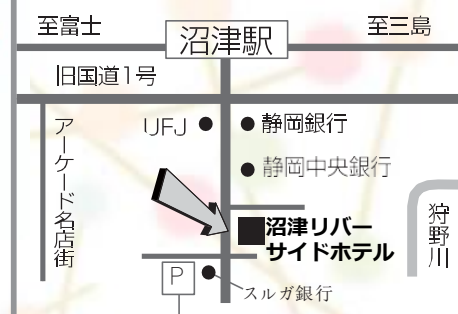 至富士
沼津駅
至三島
旧国道1号
アーケード名店街
UFJ
静岡銀行
静岡中央銀行
沼津リバー
サイドホテル
狩野川
P
スルガ銀行